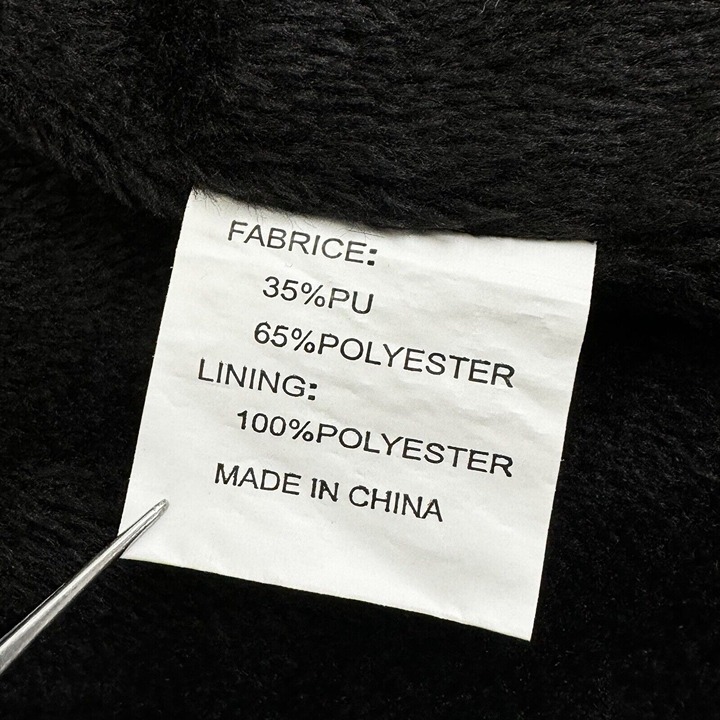 FABRICE:
35%PU
65%POLYESTER
LINING:
100%POLYESTER
MADE IN CHINA